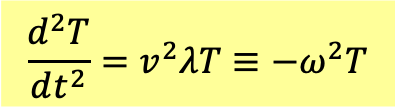 d²T/dt² = v²λT ≡ −ω²T